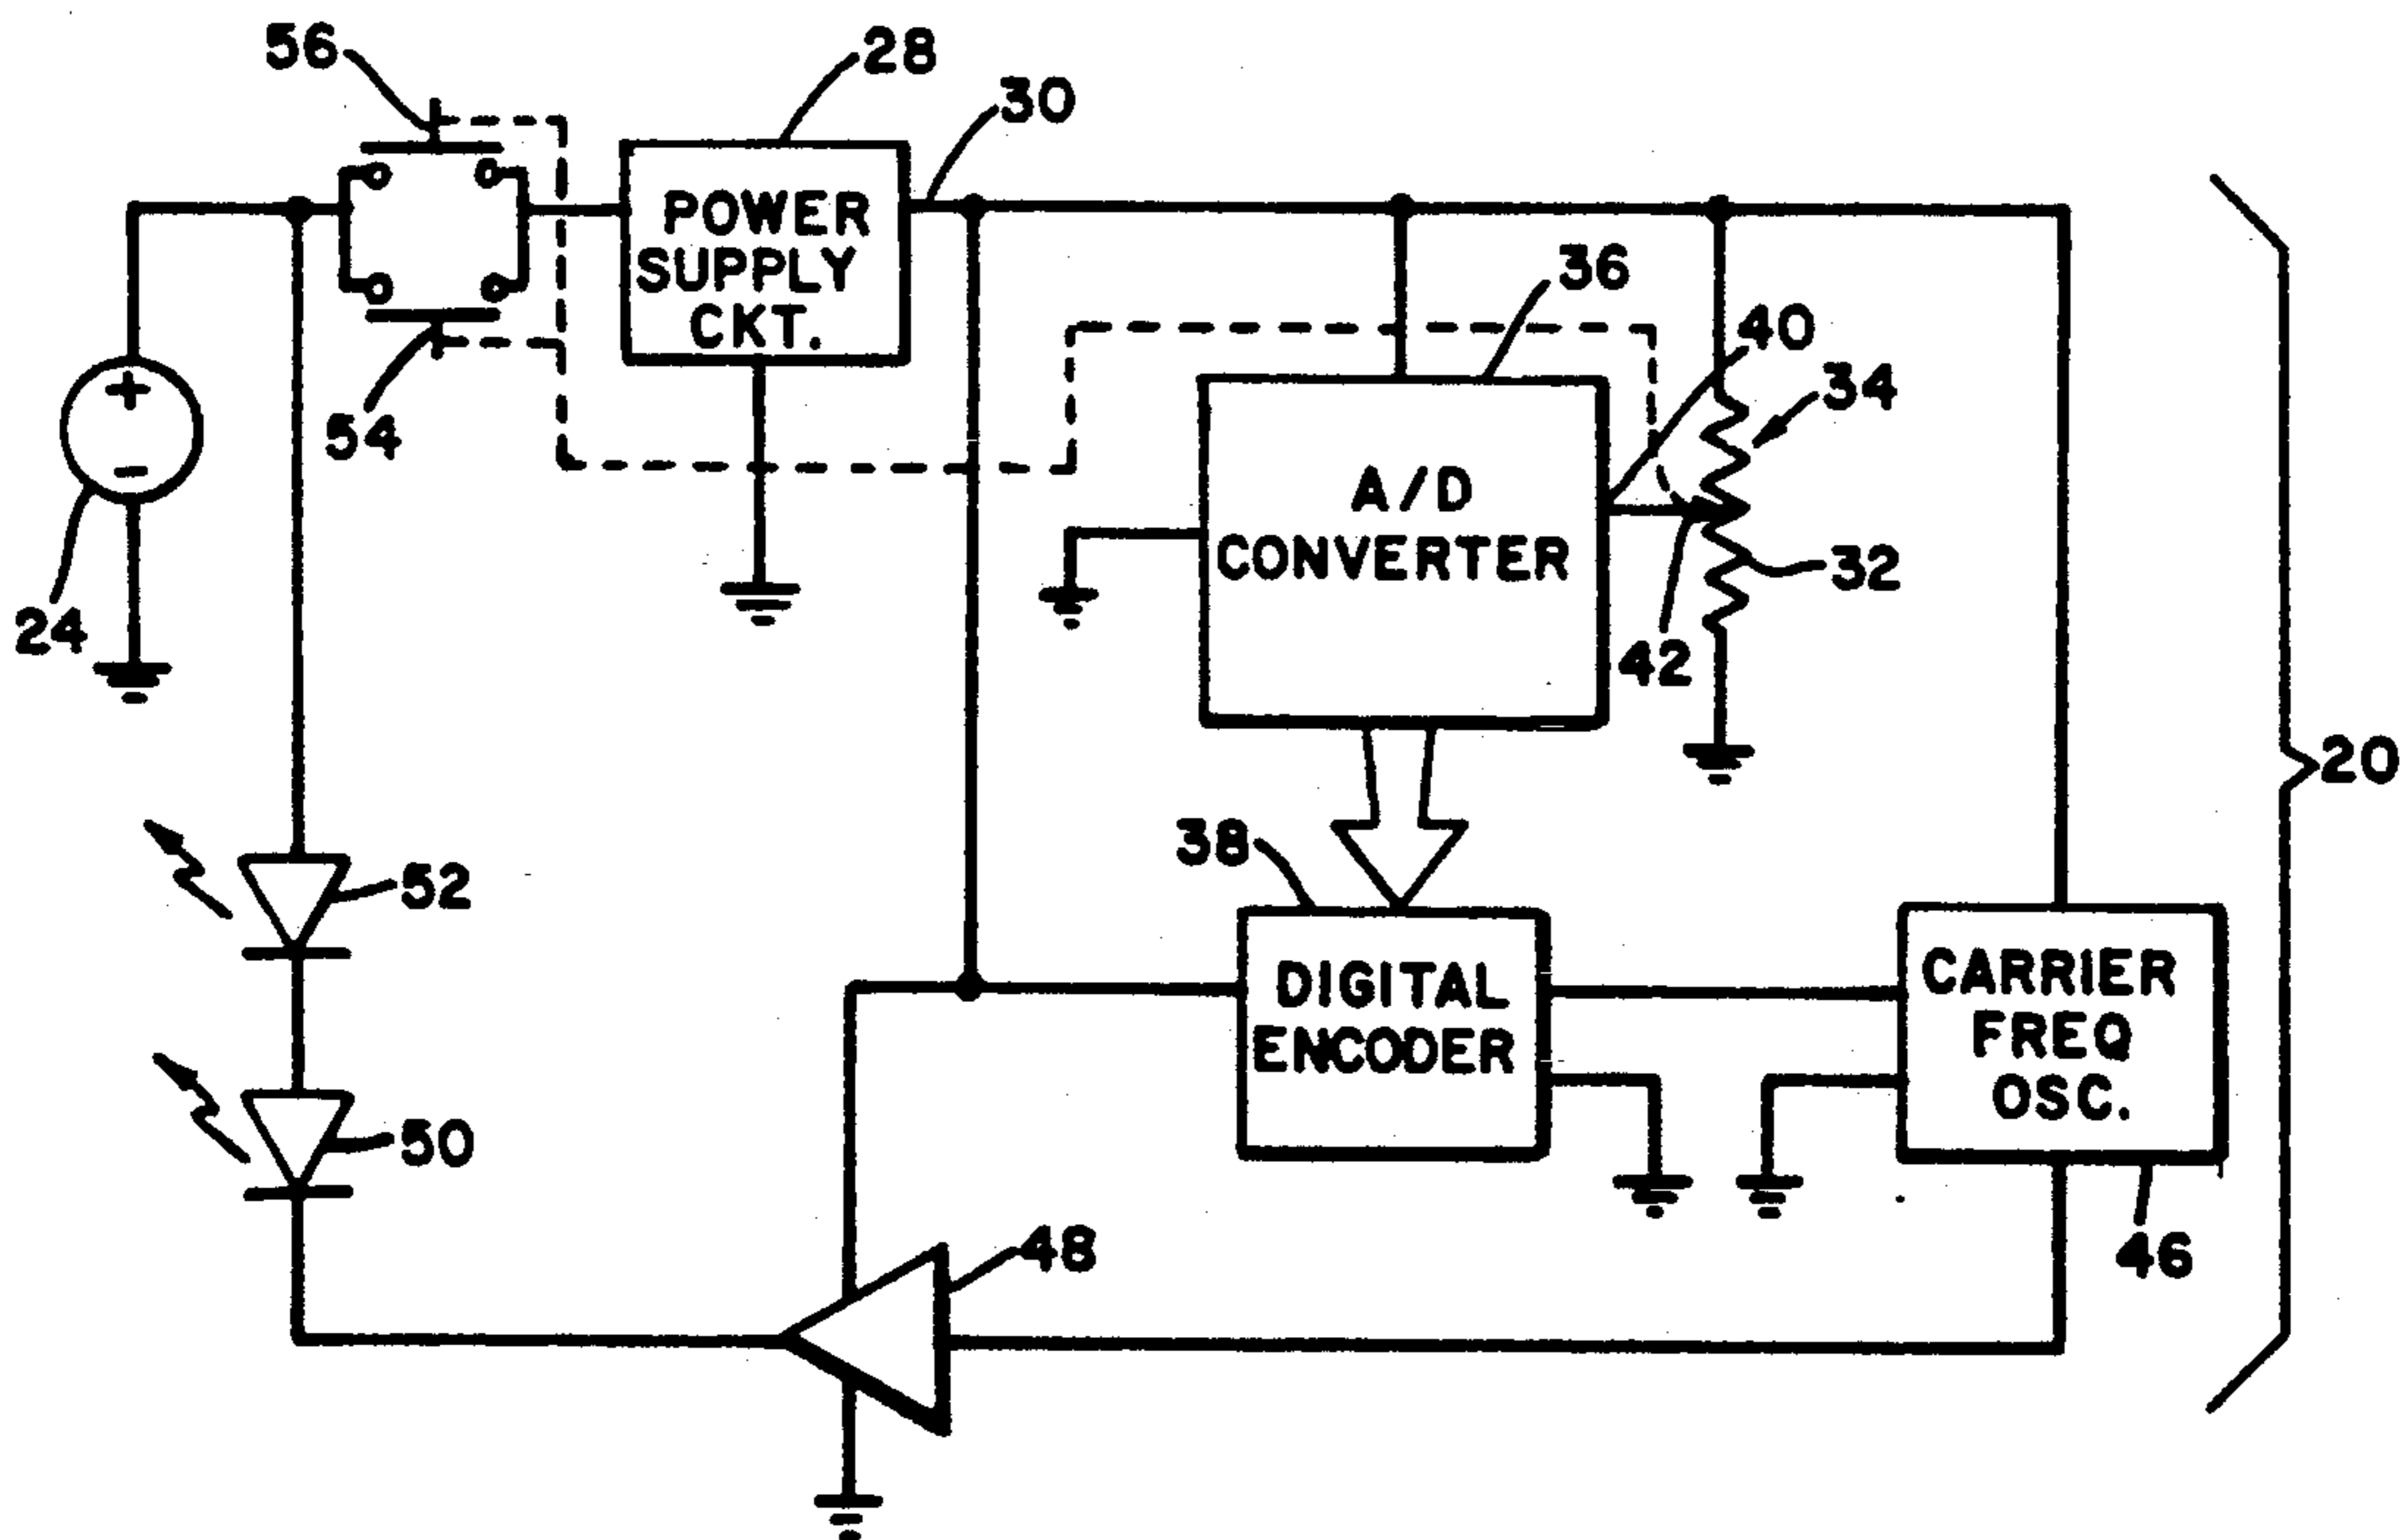 56
28
30
POWER
SUPPLY
CKT.
+
-
54
24
36
40
34
A/D
CONVERTER
32
42
20
38
52
DIGITAL
ENCODER
CARRIER
FREQ
OSC.
50
48
46